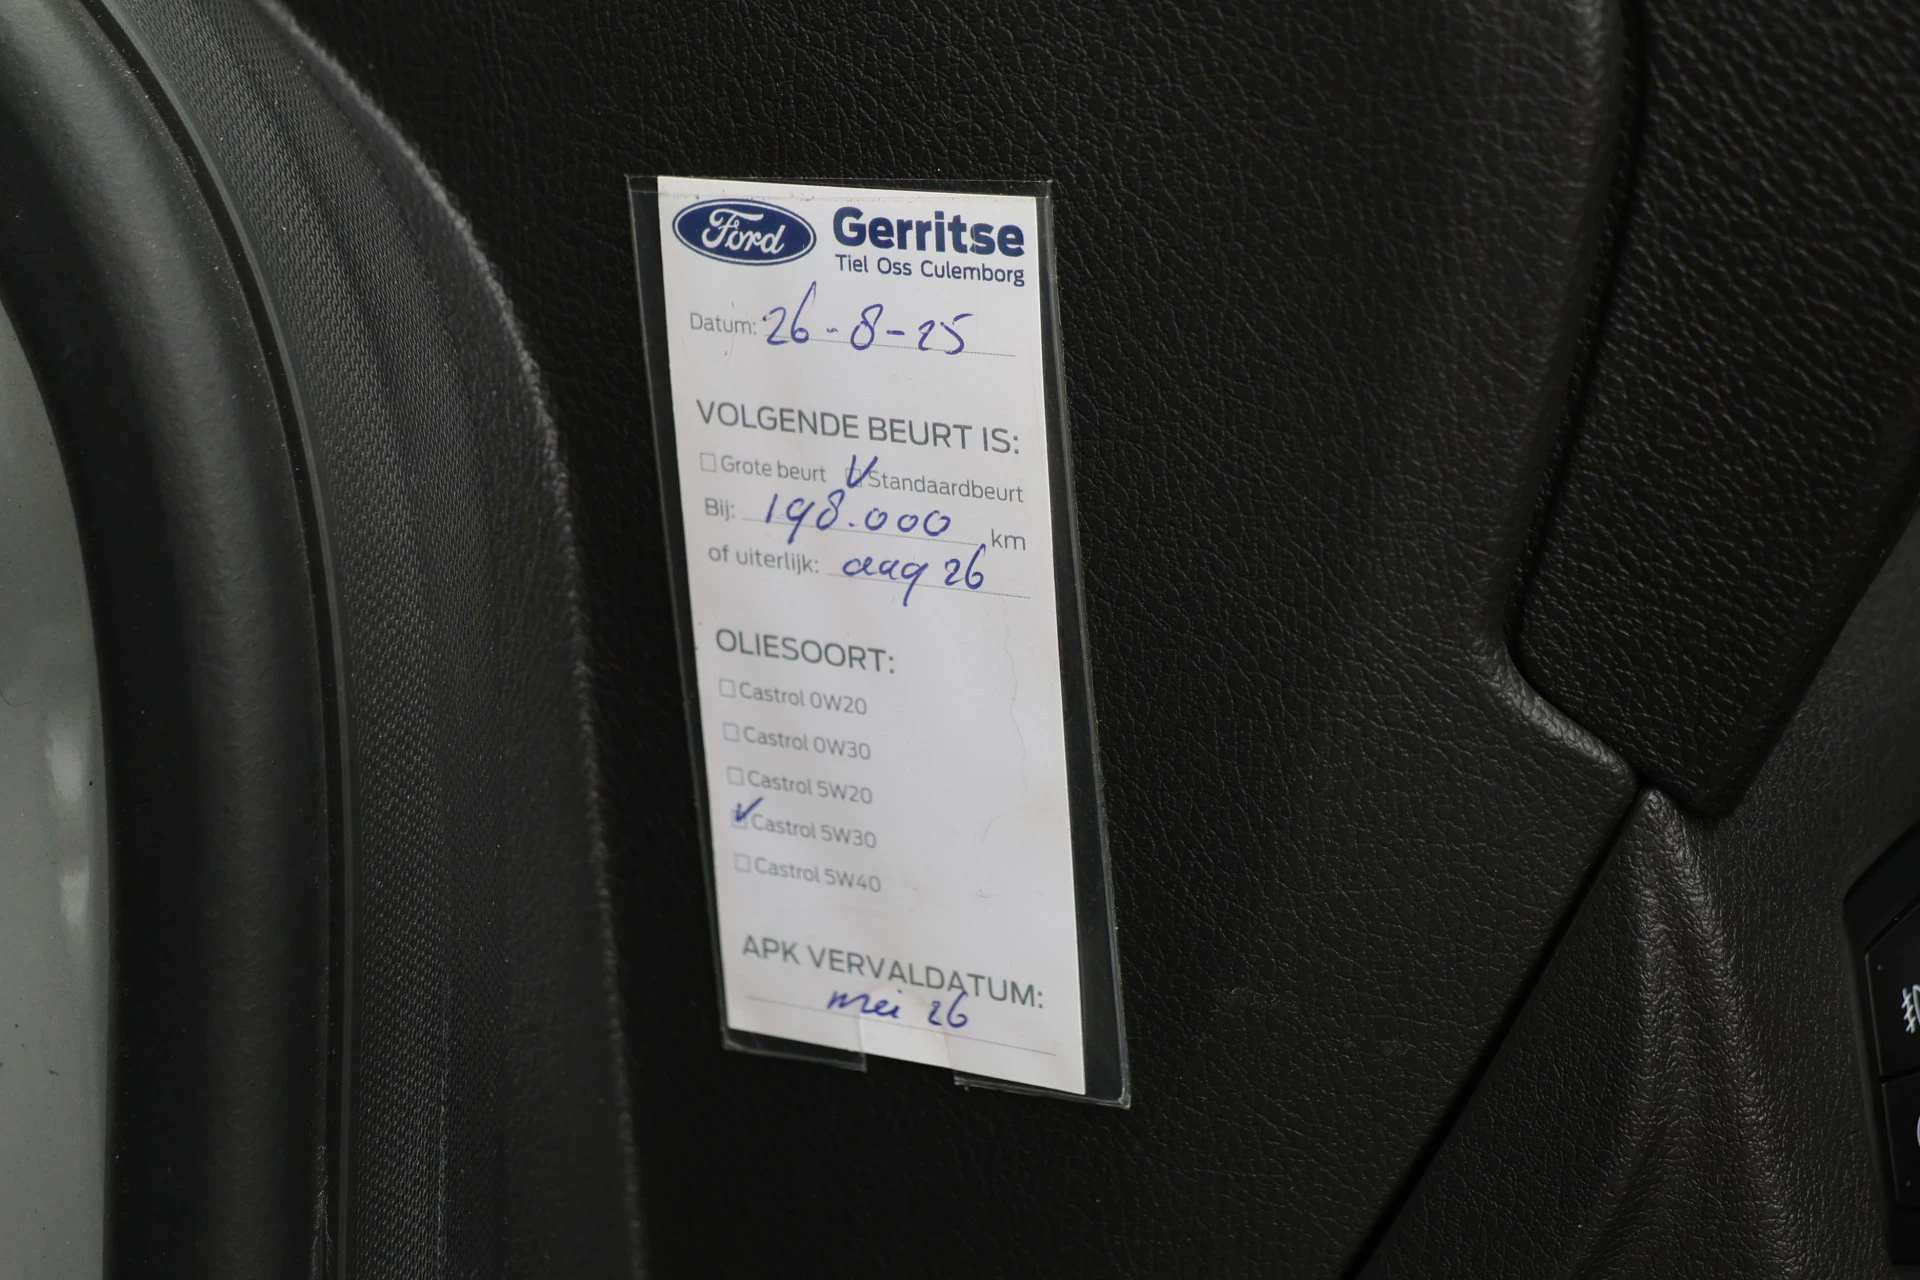 Ford Gerritse
Tiel Oss Culemborg
Datum: 26-8-25
VOLGENDE BEURT IS:
Grote beurt Standaardbeurt
Bij: 198.000 km
of uiterlijk: aug 26
OLIESOORT:
Castrol 0W20
Castrol 0W30
Castrol 5W20
Castrol 5W30
Castrol 5W40
APK VERVALDATUM:
mei 26